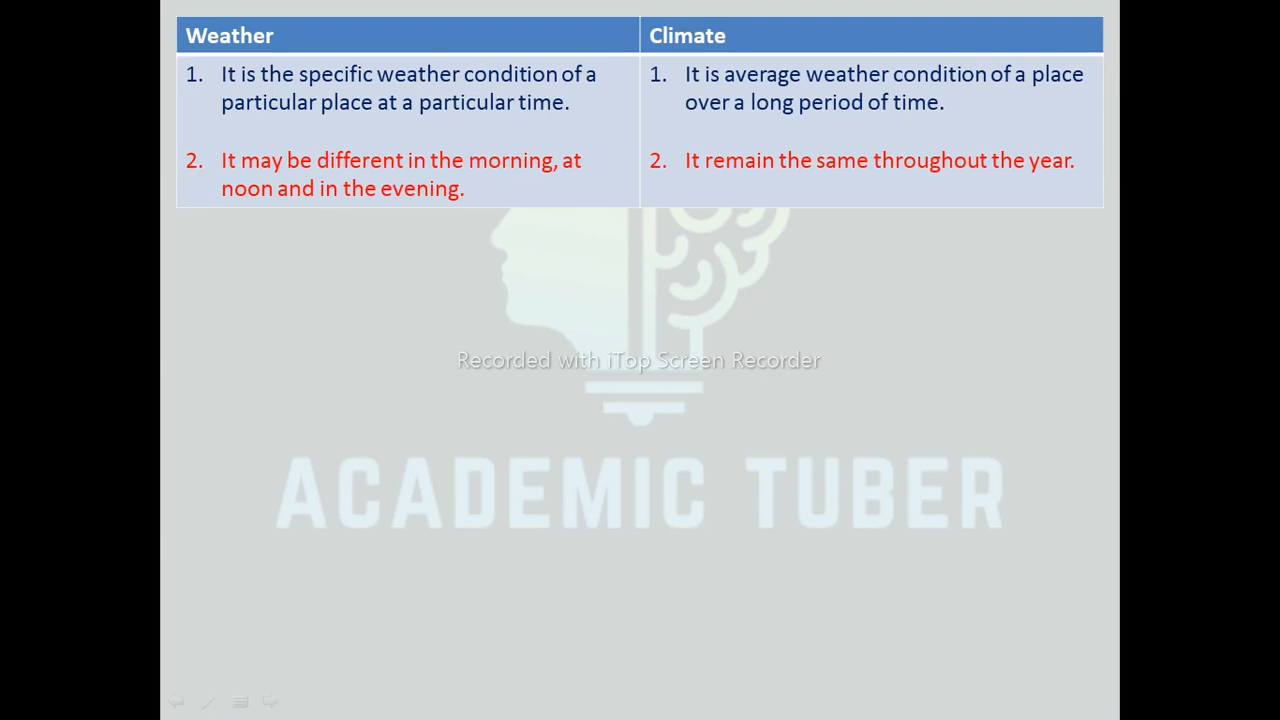 Weather
Climate
1. It is the specific weather condition of a
particular place at a particular time.
1. It is average weather condition of a place
over a long period of time.
2. It may be different in the morning, at
noon and in the evening.
2. It remain the same throughout the year.
Recorded with iTop Screen Recorder
ACADEMIC TUBER